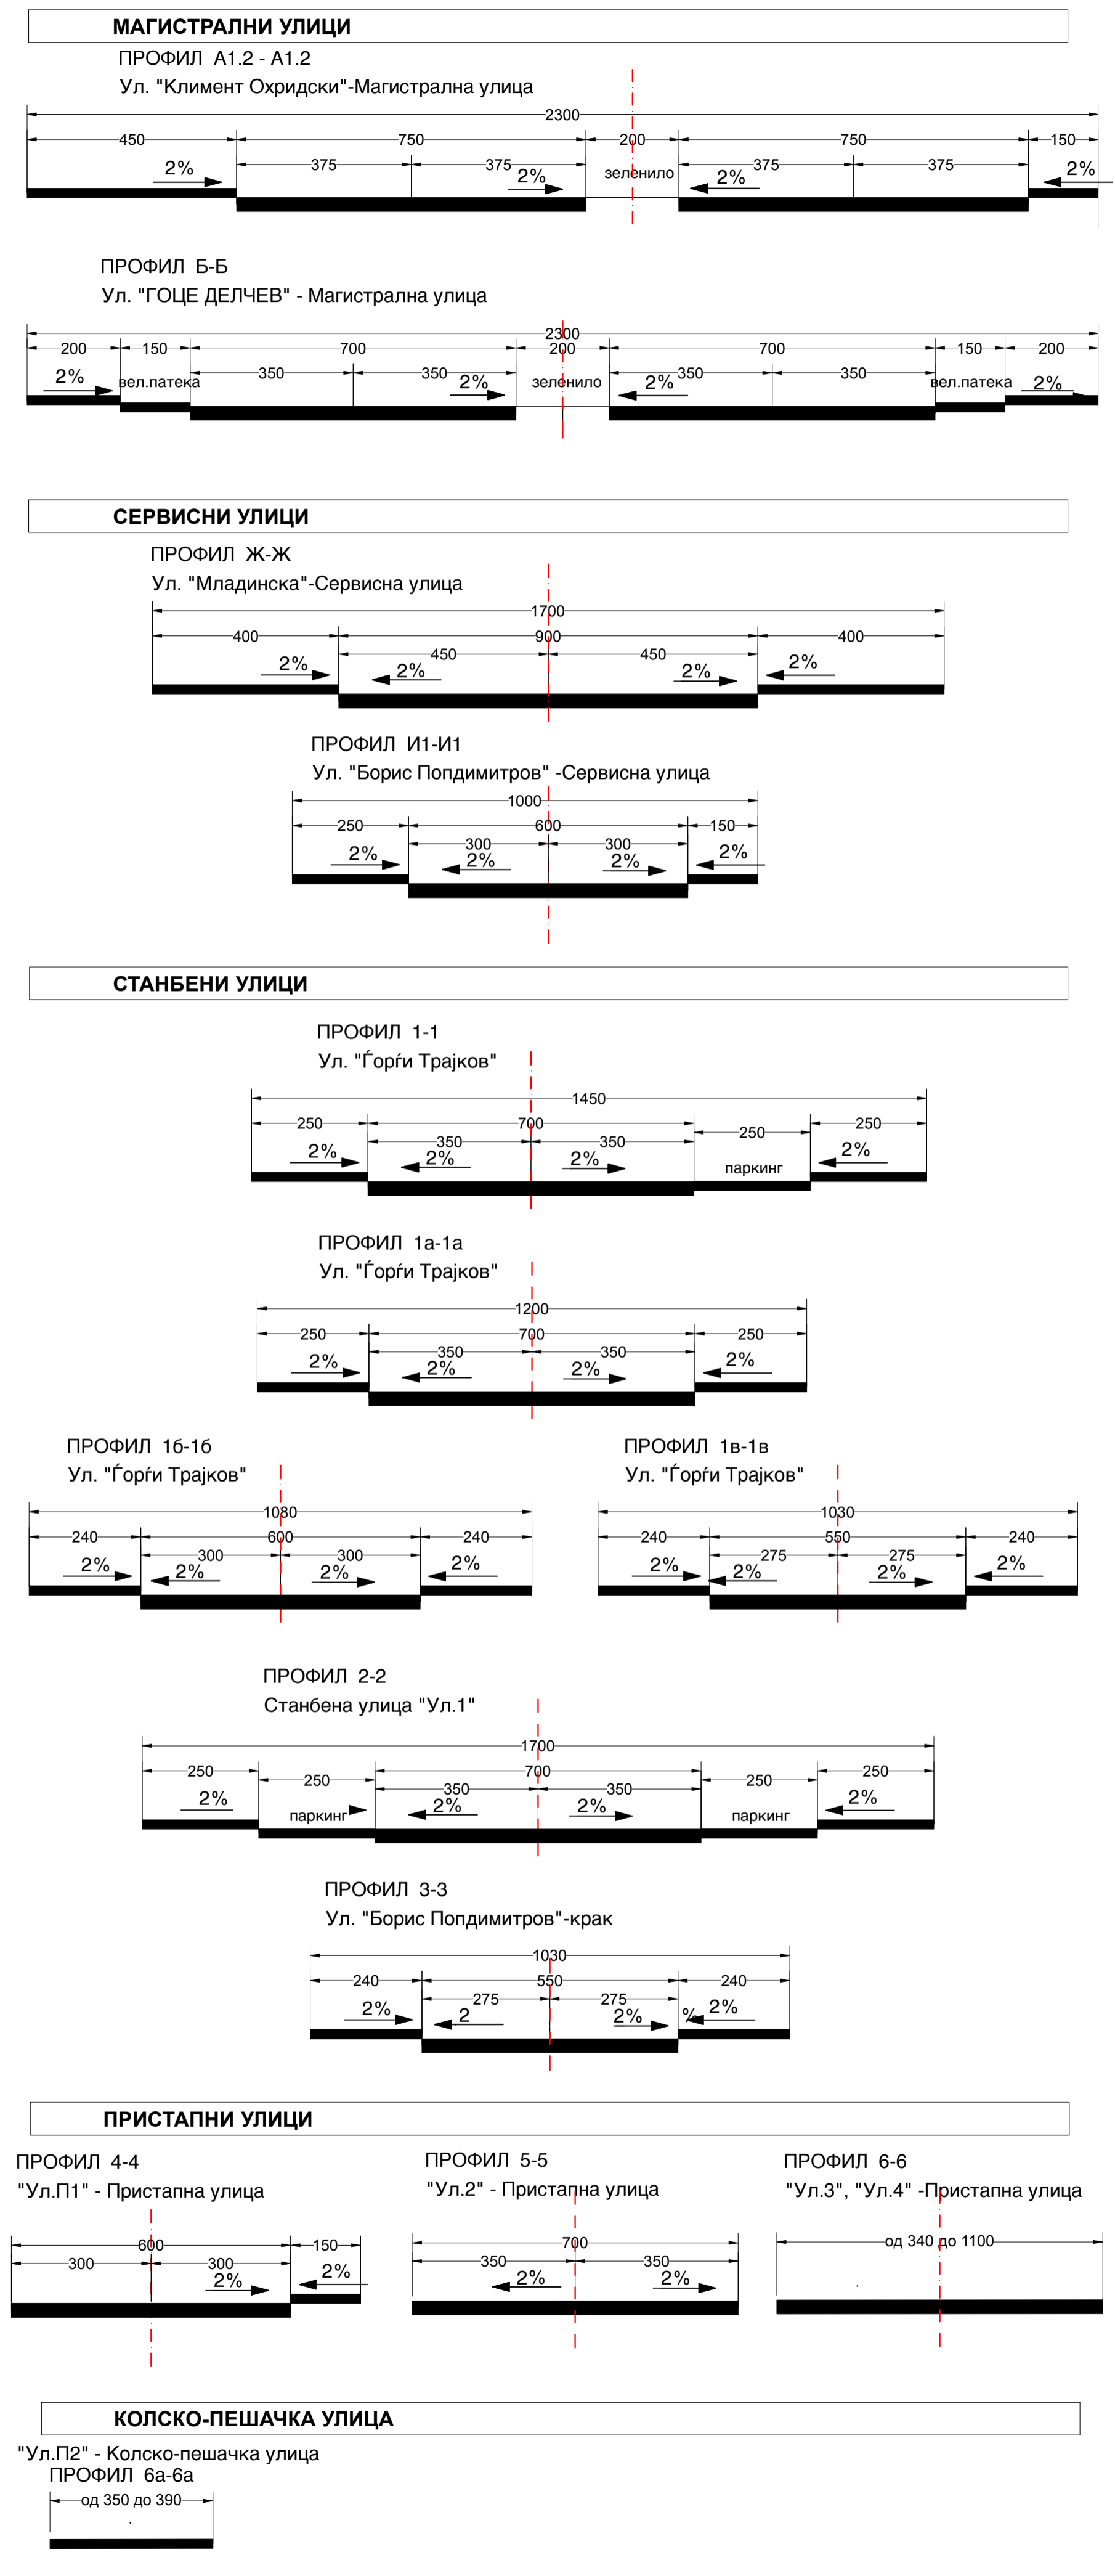 МАГИСТРАЛНИ УЛИЦИ
ПРОФИЛ А1.2 - А1.2
Ул. "Климент Охридски"-Магистрална улица
2300
450 750 200 750 150
375 375 зеленило 375 375
2% 2% 2% 2%
ПРОФИЛ Б-Б
Ул. "ГОЦЕ ДЕЛЧЕВ" - Магистрална улица
2300
200 150 700 200 700 150 200
350 350 350 350
2% вел.патека 2% зеленило 2% вел.патека 2%
СЕРВИСНИ УЛИЦИ
ПРОФИЛ Ж-Ж
Ул. "Младинска"-Сервисна улица
1700
400 900 400
450 450
2% 2% 2% 2%
ПРОФИЛ И1-И1
Ул. "Борис Попдимитров" -Сервисна улица
1000
250 600 150
300 300
2% 2% 2% 2%
СТАНБЕНИ УЛИЦИ
ПРОФИЛ 1-1
Ул. "Ѓорѓи Трајков"
1450
250 700 250 250
350 350
2% 2% 2% паркинг 2%
ПРОФИЛ 1а-1а
Ул. "Ѓорѓи Трајков"
1200
250 700 250
350 350
2% 2% 2% 2%
ПРОФИЛ 1б-1б
Ул. "Ѓорѓи Трајков"
1080
240 600 240
300 300
2% 2% 2% 2%
ПРОФИЛ 1в-1в
Ул. "Ѓорѓи Трајков"
1030
240 550 240
275 275
2% 2% 2% 2%
ПРОФИЛ 2-2
Станбена улица "Ул.1"
1700
250 250 700 250 250
350 350
2% паркинг 2% 2% паркинг 2%
ПРОФИЛ 3-3
Ул. "Борис Попдимитров"-крак
1030
240 550 240
275 275
2% 2 2% % 2%
ПРИСТАПНИ УЛИЦИ
ПРОФИЛ 4-4
"Ул.П1" - Пристапна улица
600 150
300 300
2% 2%
ПРОФИЛ 5-5
"Ул.2" - Пристапна улица
700
350 350
2% 2%
ПРОФИЛ 6-6
"Ул.3", "Ул.4" -Пристапна улица
од 340 до 1100
КОЛСКО-ПЕШАЧКА УЛИЦА
"Ул.П2" - Колско-пешачка улица
ПРОФИЛ 6а-6а
од 350 до 390